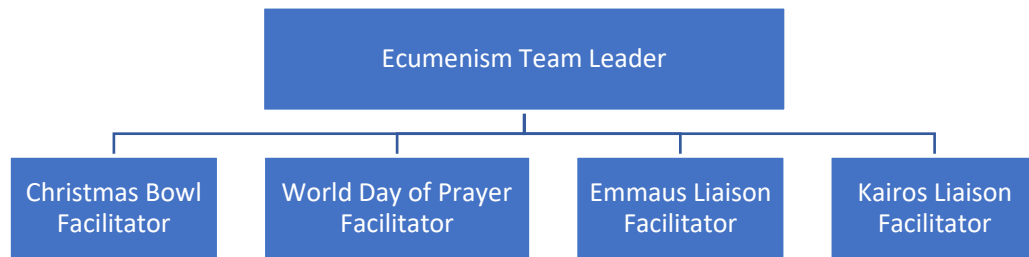 Ecumenism Team Leader
Christmas Bowl
Facilitator
World Day of Prayer
Facilitator
Emmaus Liaison
Facilitator
Kairos Liaison
Facilitator